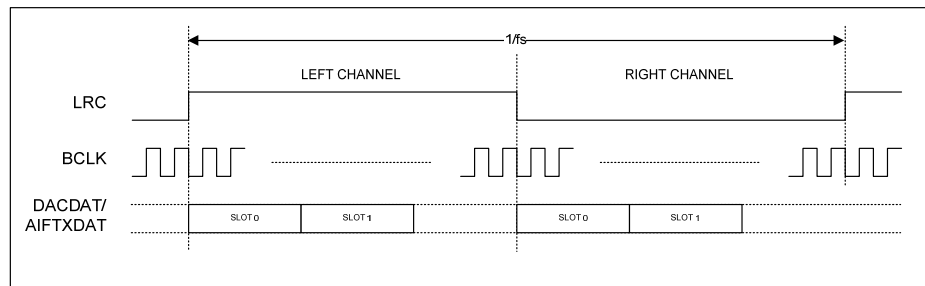 1/fs
LEFT CHANNEL RIGHT CHANNEL
LRC
BCLK
DACDAT/
AIFTXDAT
SLOT 0 SLOT 1 SLOT 0 SLOT 1